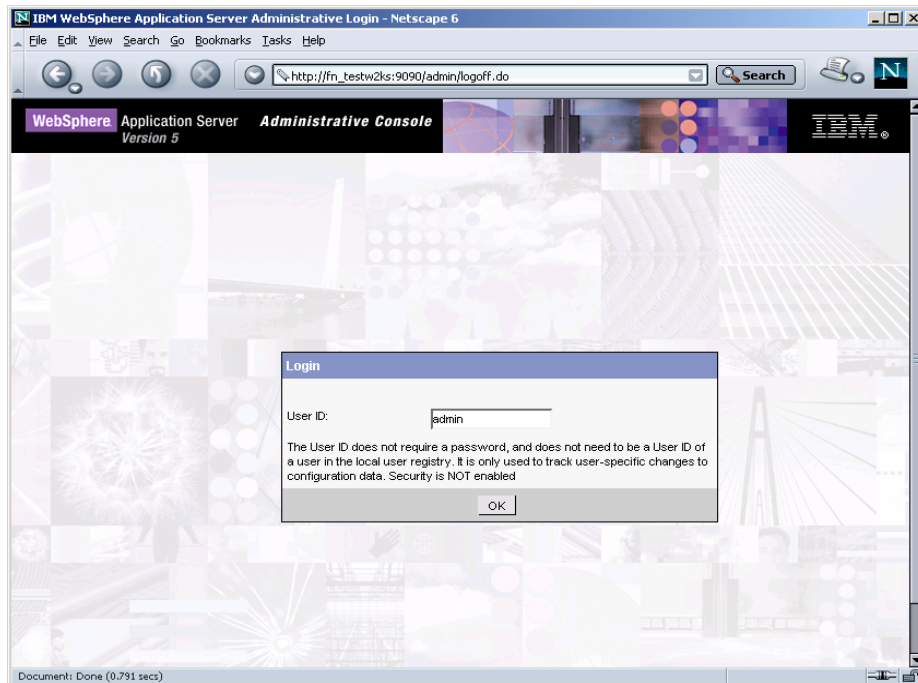 IBM WebSphere Application Server Administrative Login - Netscape 6
File Edit View Search Go Bookmarks Tasks Help
http://fn_testw2ks:9090/admin/logoff.do
Search
N
WebSphere Application Server Administrative Console
Version 5
IBM
Login
User ID:
admin
The User ID does not require a password, and does not need to be a User ID of
a user in the local user registry. It is only used to track user-specific changes to
configuration data. Security is NOT enabled
OK
Document: Done (0.791 secs)